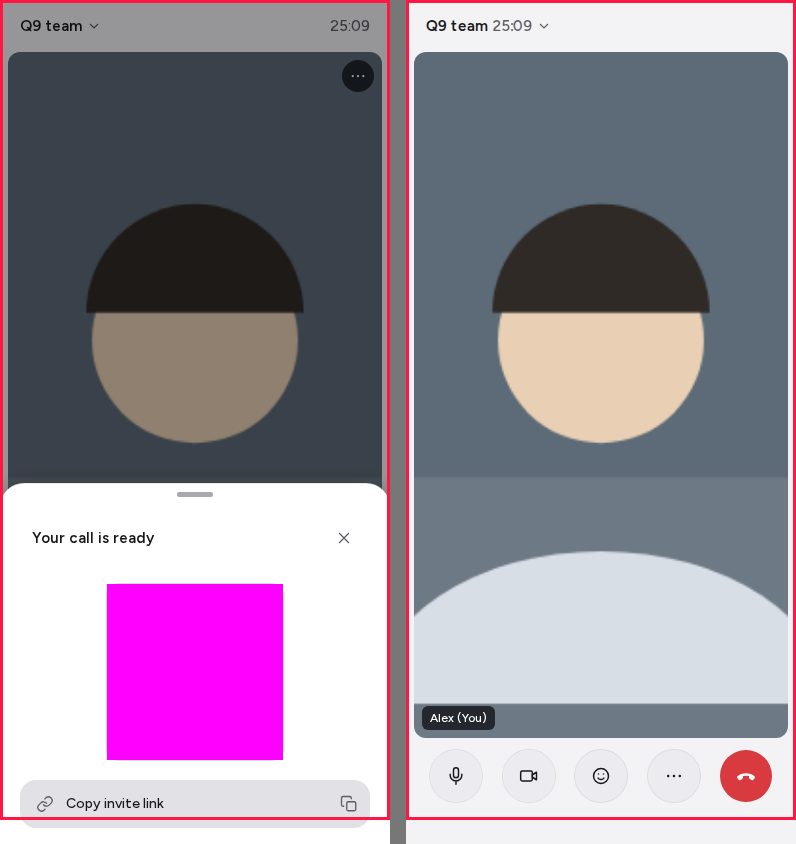 Q9 team
25:09
Your call is ready
Copy invite link
Q9 team 25:09
Alex (You)